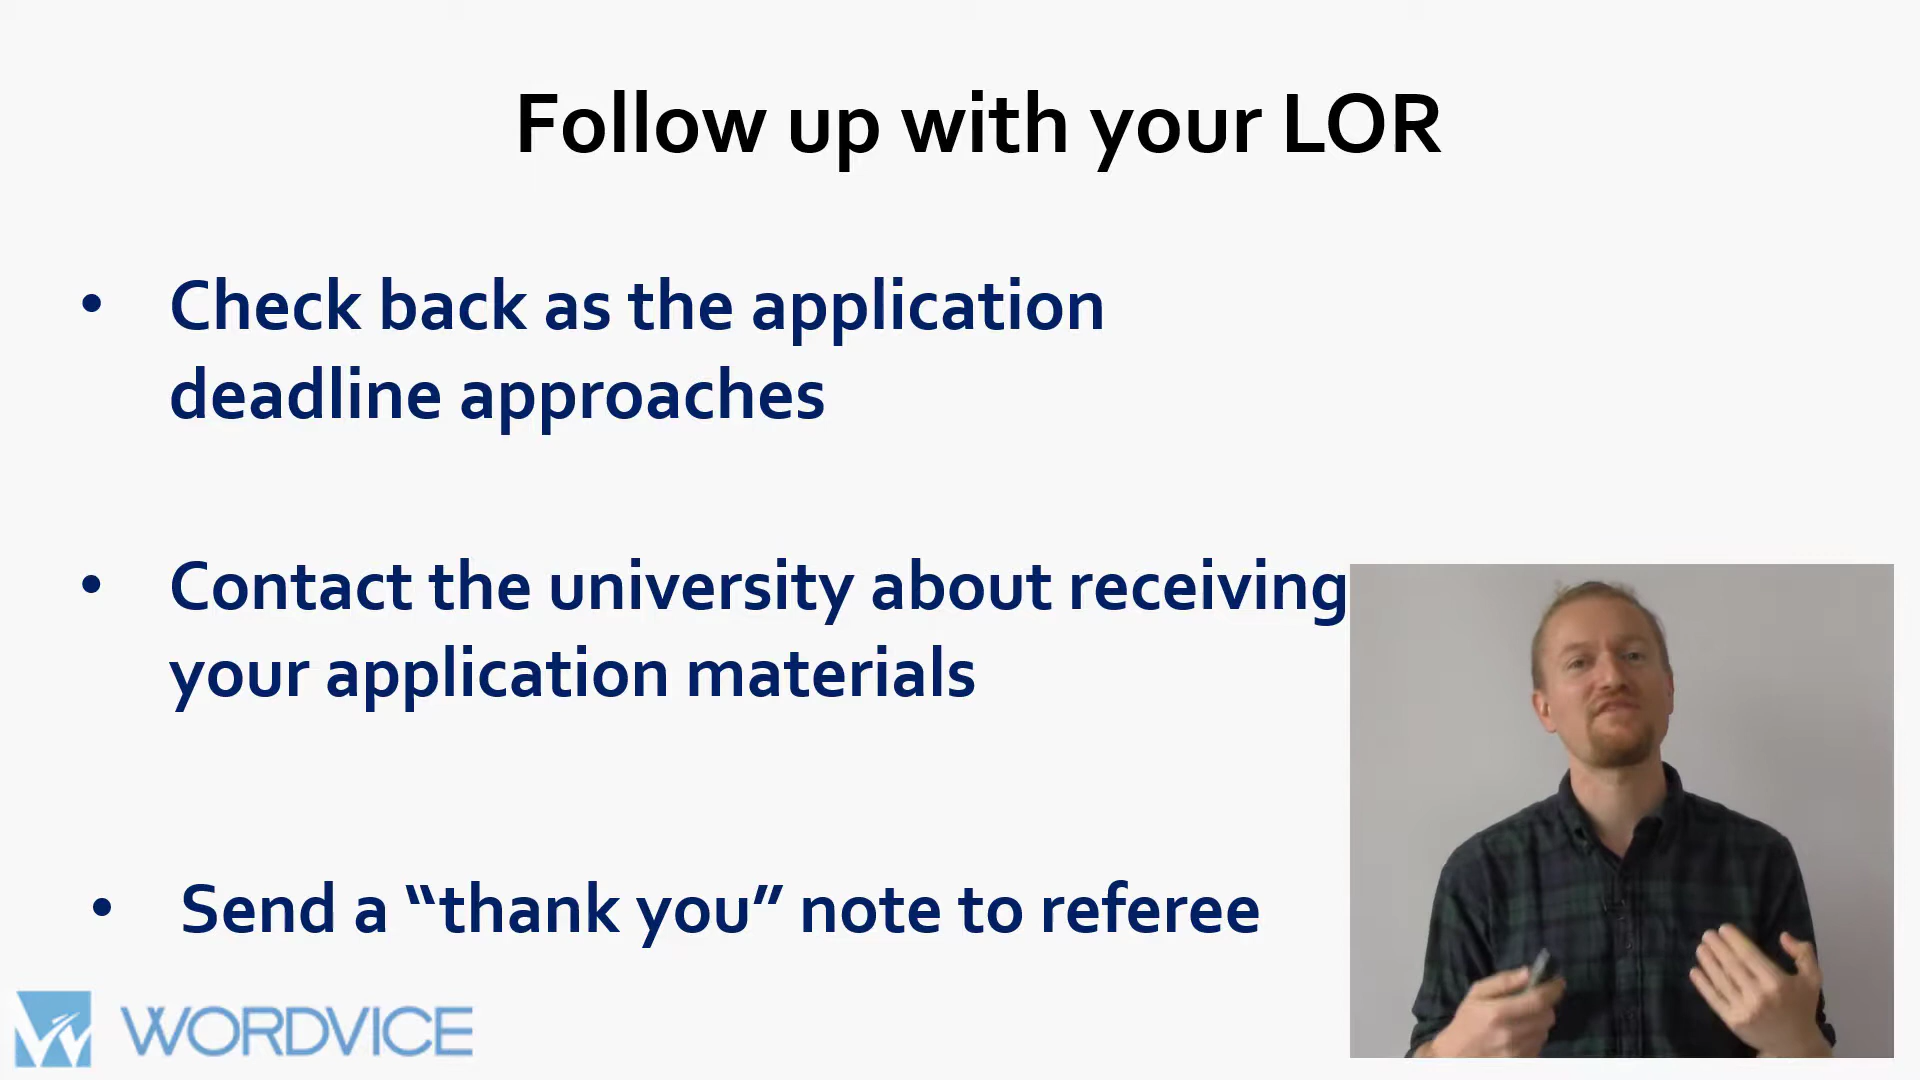 Follow up with your LOR
• Check back as the application
deadline approaches
• Contact the university about receiving
your application materials
• Send a “thank you” note to referee
WORDVICE